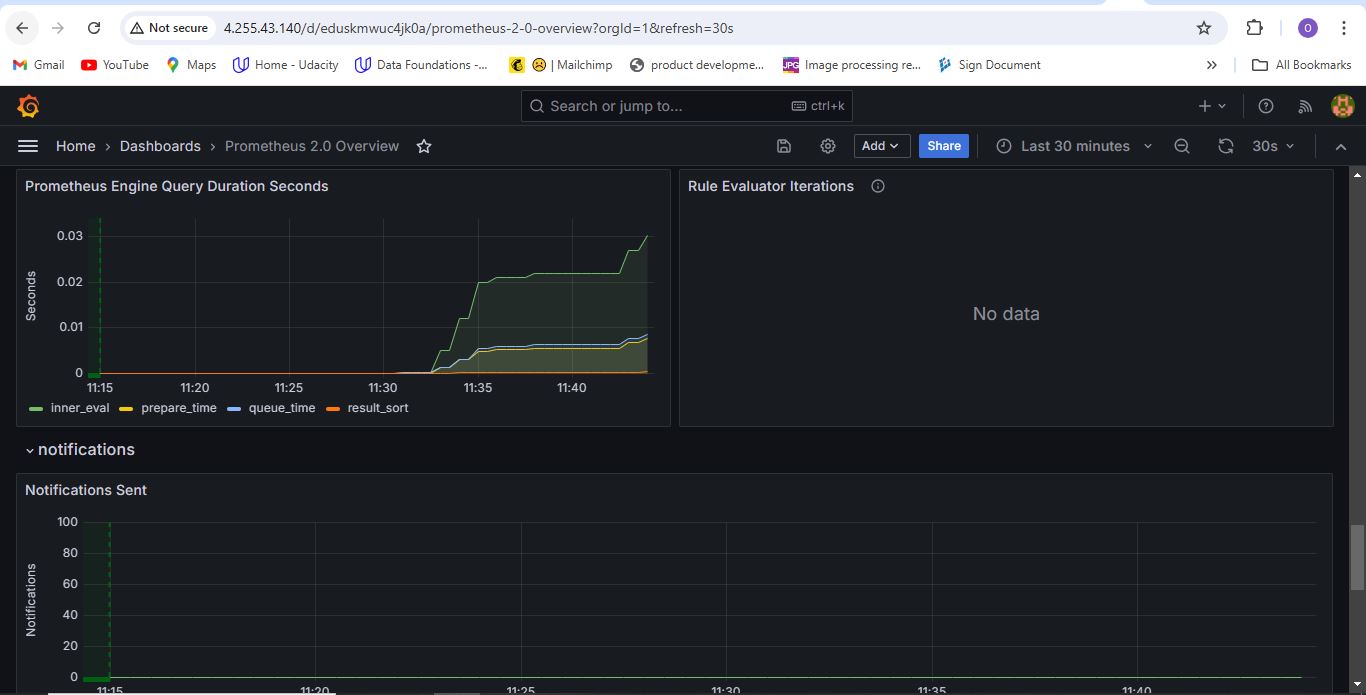 Not secure 4.255.43.140/d/eduskmwuc4jk0a/prometheus-2-0-overview?orgId=1&refresh=30s O
Gmail YouTube Maps Home - Udacity Data Foundations -... | Mailchimp product developme... JPG Image processing re... Sign Document » All Bookmarks
Search or jump to... ctrl+k
Home › Dashboards › Prometheus 2.0 Overview Add Share Last 30 minutes 30s
Prometheus Engine Query Duration Seconds
Seconds
0.03
0.02
0.01
0
11:15 11:20 11:25 11:30 11:35 11:40
inner_eval prepare_time queue_time result_sort
Rule Evaluator Iterations
No data
notifications
Notifications Sent
Notifications
100
80
60
40
20
0
11:15 11:20 11:25 11:30 11:35 11:40